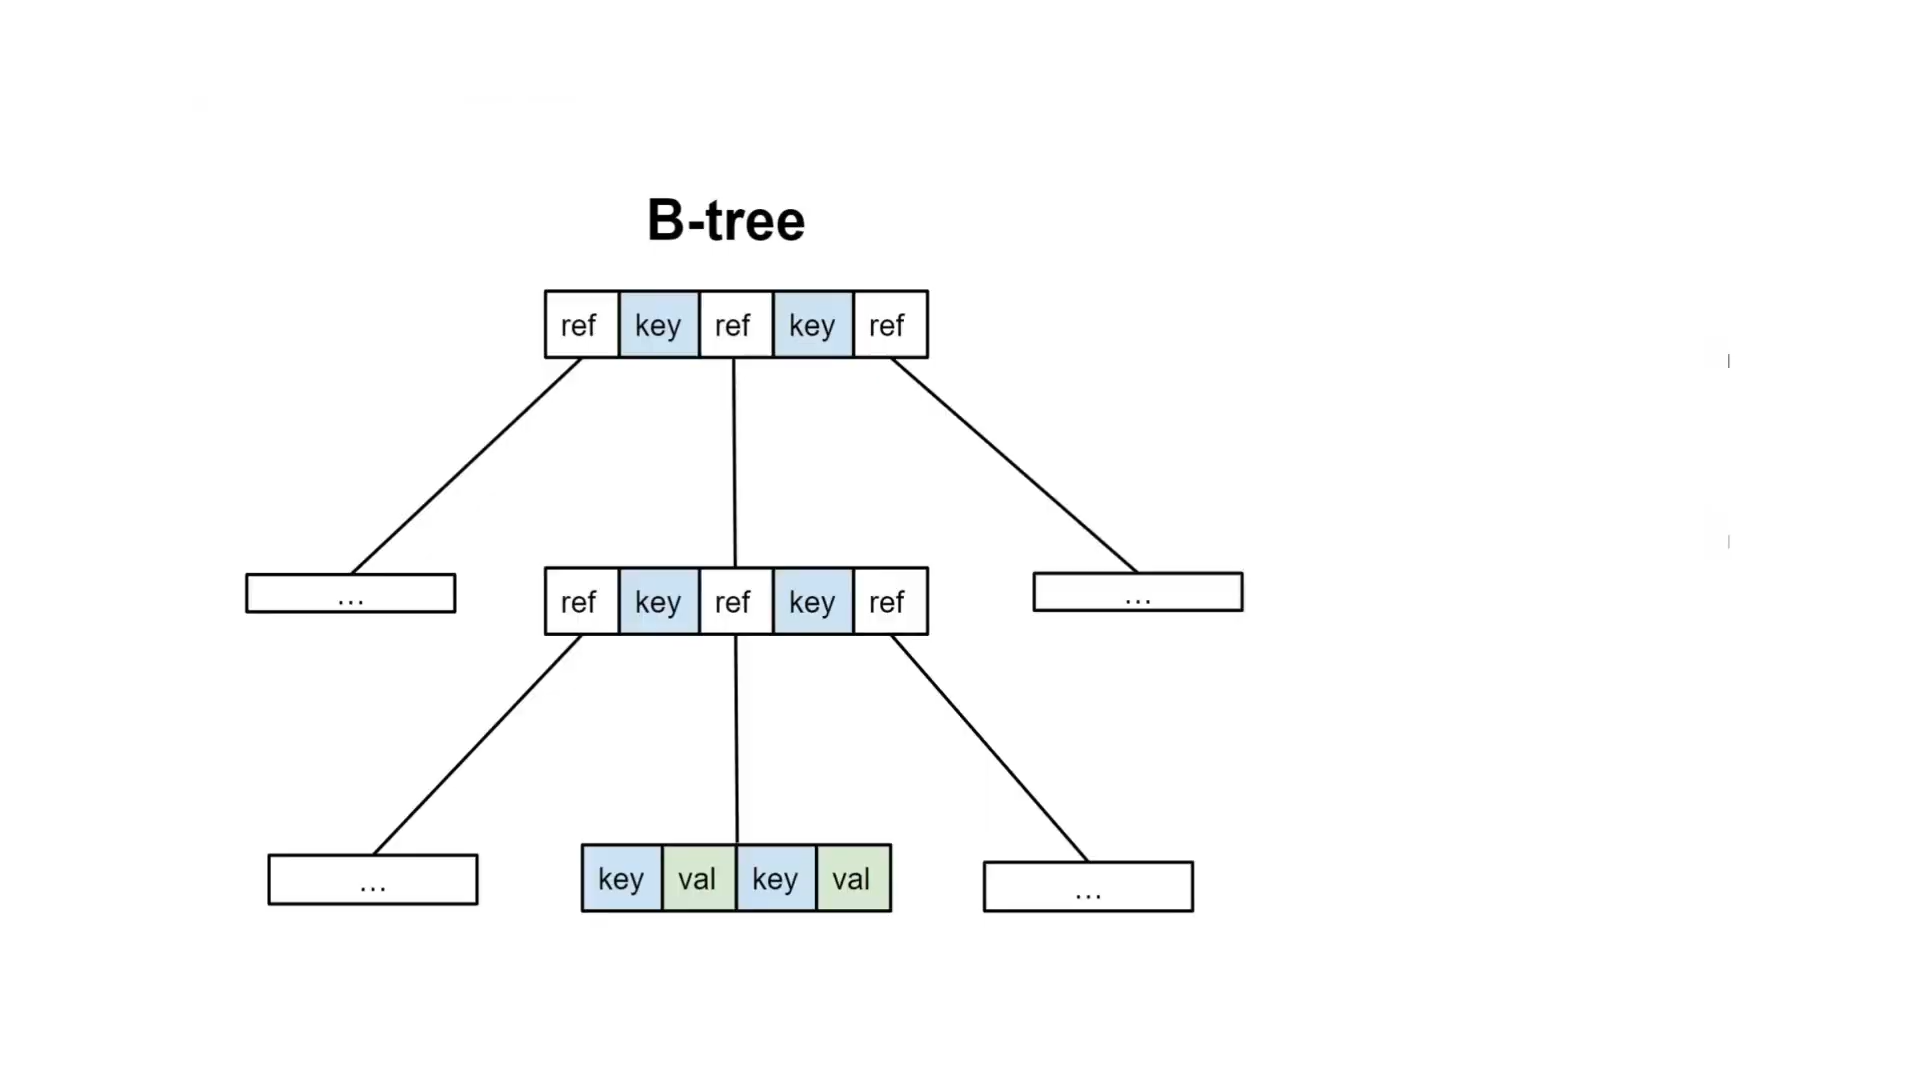 B-tree
ref key ref key ref
... ref key ref key ref ...
... key val key val ...